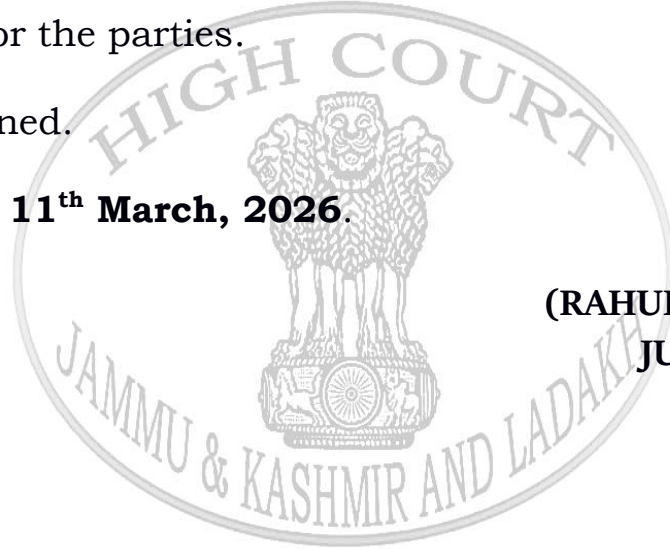 or the parties.
HIGH COURT
ned.
11th March, 2026.
(RAHUL
JU
JAMMU & KASHMIR AND LADAKH